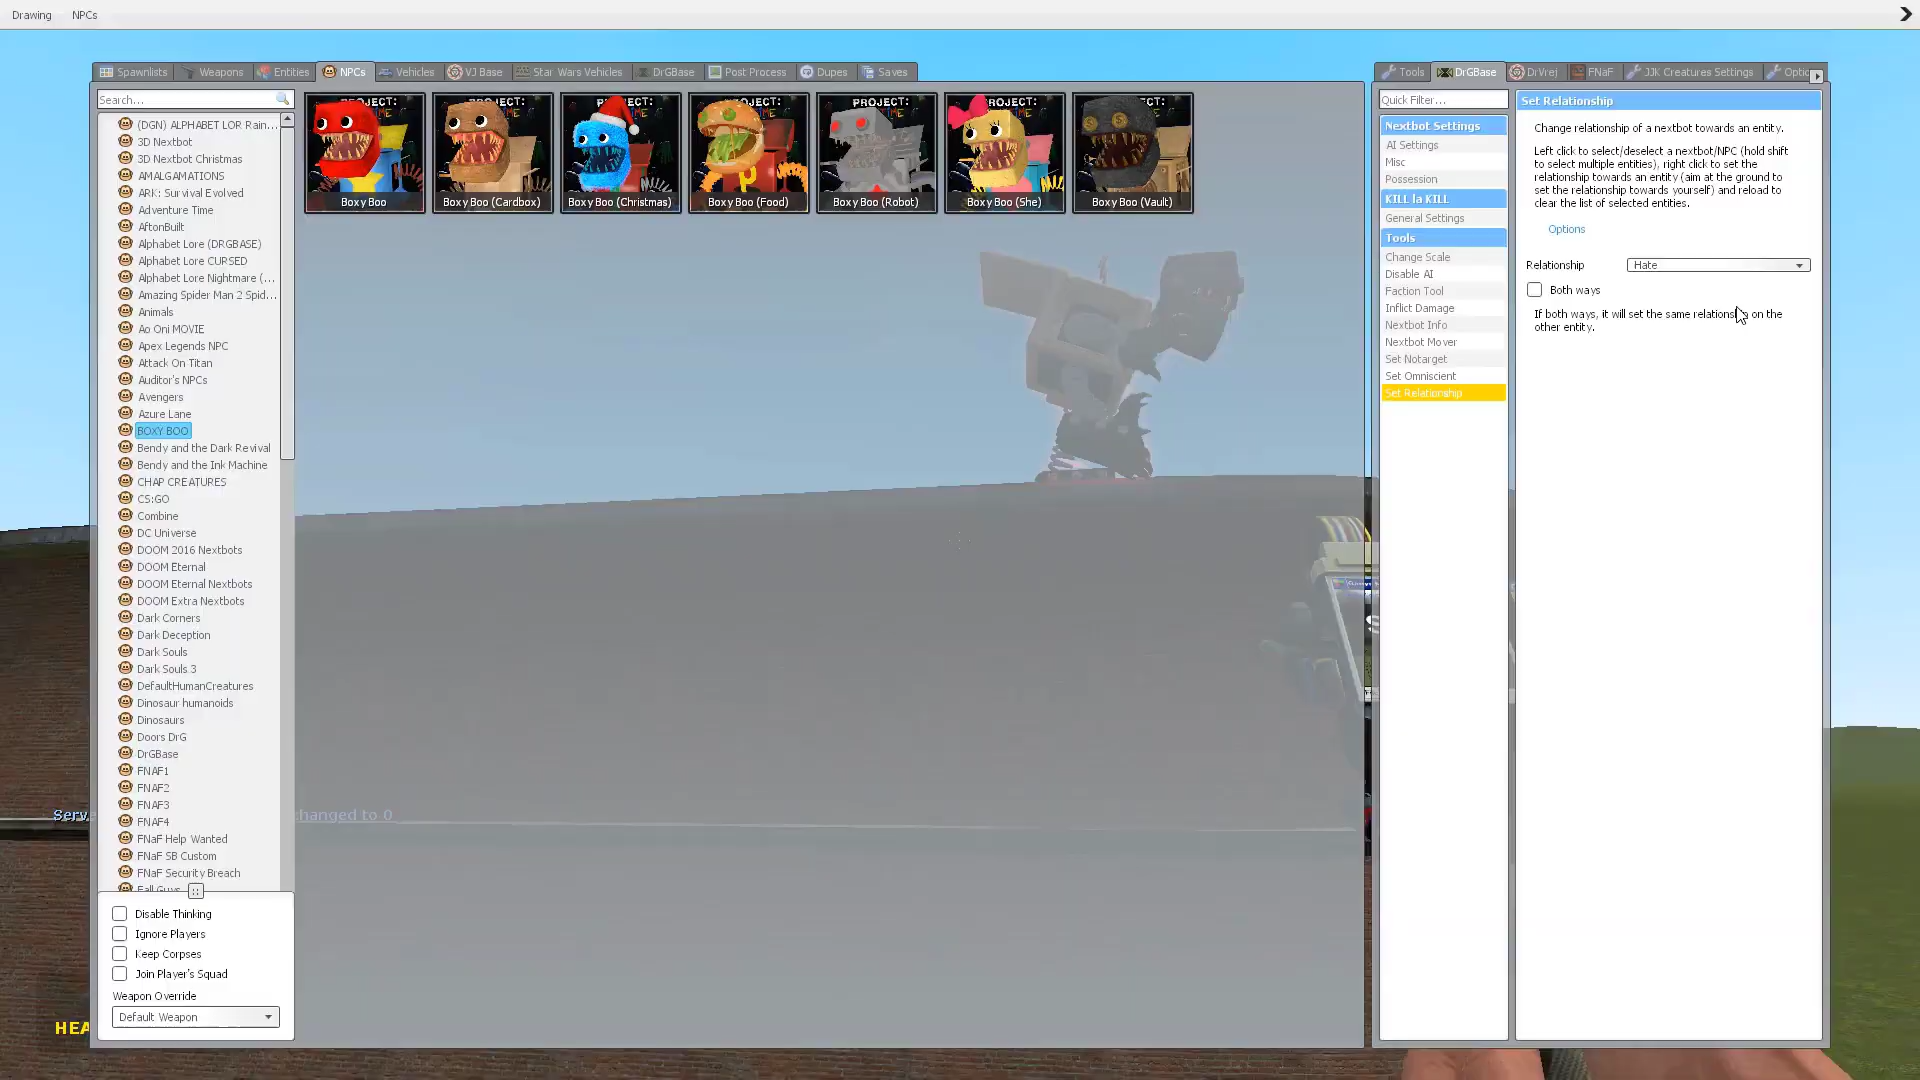 Drawing NPCs
Spawnlists Weapons Entities NPCs Vehicles VJ Base Star Wars Vehicles DrGBase Post Process Dupes Saves
Search...
(DGN) ALPHABET LOR Rain...
3D Nextbot
3D Nextbot Christmas
AMALGAMATIONS
ARK: Survival Evolved
Adventure Time
AftonBuilt
Alphabet Lore (DRGBASE)
Alphabet Lore CURSED
Alphabet Lore Nightmare (...
Amazing Spider Man 2 Spid...
Animals
Ao Oni MOVIE
Apex Legends NPC
Attack On Titan
Auditor's NPCs
Avengers
Azure Lane
BOXY BOO
Bendy and the Dark Revival
Bendy and the Ink Machine
CHAP CREATURES
CS:GO
Combine
DC Universe
DOOM 2016 Nextbots
DOOM Eternal
DOOM Eternal Nextbots
DOOM Extra Nextbots
Dark Corners
Dark Deception
Dark Souls
Dark Souls 3
DefaultHumanCreatures
Dinosaur humanoids
Dinosaurs
Doors DrG
DrGBase
FNAF1
FNAF2
FNAF3
FNAF4
FNaF Help Wanted
FNaF SB Custom
FNaF Security Breach
Fall Guys
Disable Thinking
Ignore Players
Keep Corpses
Join Player's Squad
Weapon Override
Default Weapon
Boxy Boo
Boxy Boo (Cardbox)
Boxy Boo (Christmas)
Boxy Boo (Food)
Boxy Boo (Robot)
Boxy Boo (She)
Boxy Boo (Vault)
Serv
hanged to 0
HEA
Tools DrGBase DrVrej FNaF JJK Creatures Settings Optio
Quick Filter...
Nextbot Settings
AI Settings
Misc
Possession
KILL la KILL
General Settings
Tools
Change Scale
Disable AI
Faction Tool
Inflict Damage
Nextbot Info
Nextbot Mover
Set Notarget
Set Omniscient
Set Relationship
Set Relationship
Change relationship of a nextbot towards an entity.
Left click to select/deselect a nextbot/NPC (hold shift
to select multiple entities), right click to set the
relationship towards an entity (aim at the ground to
set the relationship towards yourself) and reload to
clear the list of selected entities.
Options
Relationship Hate
Both ways
If both ways, it will set the same relationship on the
other entity.